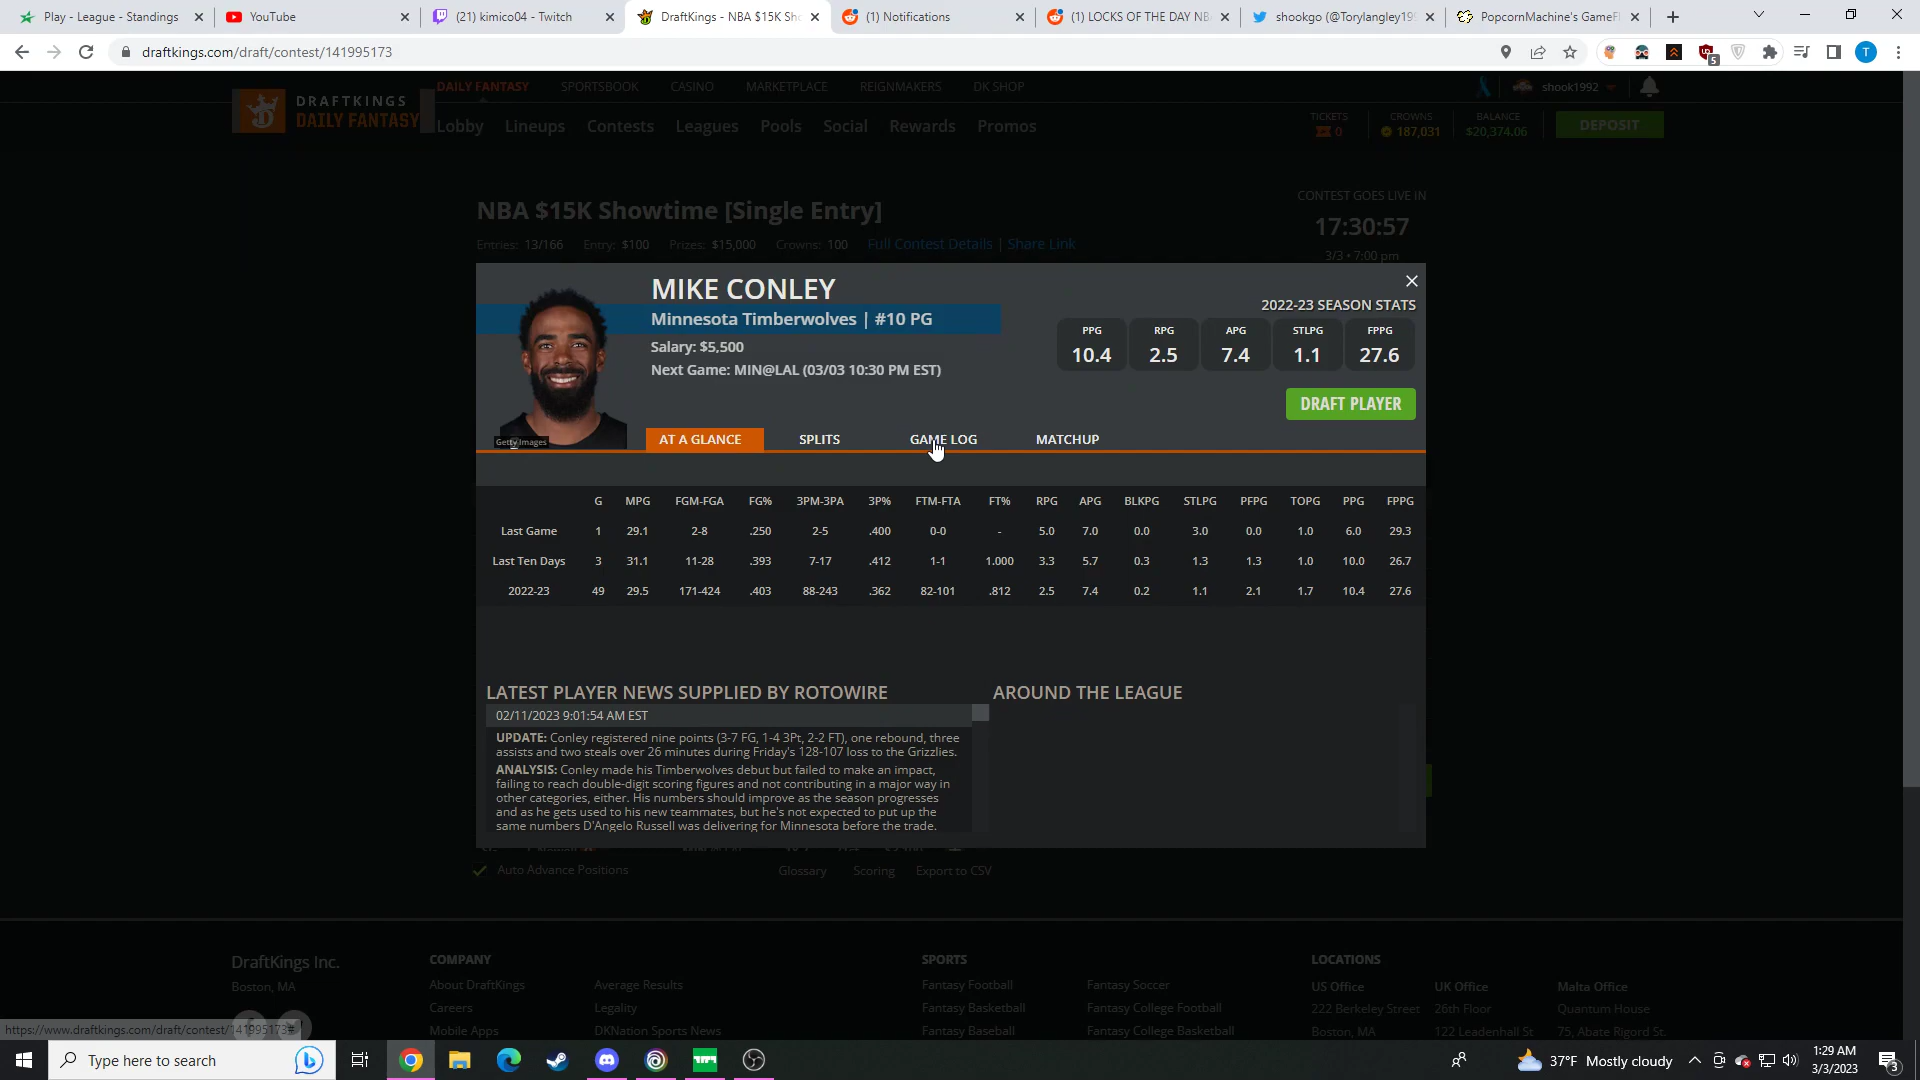 Play - League - Standings
YouTube
(21) kimico04 - Twitch
DraftKings - NBA $15K Sho
(1) Notifications
(1) LOCKS OF THE DAY NB
shookgo (@Torylangley19
PopcornMachine's GameFl
draftkings.com/draft/contest/141995173
5
T
DAILY FANTASY
SPORTSBOOK
CASINO
MARKETPLACE
REIGNMAKERS
DK SHOP
shook1992
DRAFTKINGS
DAILY FANTASY
Lobby
Lineups
Contests
Leagues
Pools
Social
Rewards
Promos
TICKETS
0
CROWNS
187,031
BALANCE
$20,374.06
DEPOSIT
NBA $15K Showtime [Single Entry]
Entries: 13/166 Entry: $100 Prizes: $15,000 Crowns: 100 Full Contest Details | Share Link
CONTEST GOES LIVE IN
17:30:57
3/3 • 7:00 pm
MIKE CONLEY
Minnesota Timberwolves | #10 PG
Salary: $5,500
Next Game: MIN@LAL (03/03 10:30 PM EST)
2022-23 SEASON STATS
PPG RPG APG STLPG FPPG
10.4 2.5 7.4 1.1 27.6
DRAFT PLAYER
Getty Images
AT A GLANCE
SPLITS
GAME LOG
MATCHUP
G MPG FGM-FGA FG% 3PM-3PA 3P% FTM-FTA FT% RPG APG BLKPG STLPG PFPG TOPG PPG FPPG
Last Game 1 29.1 2-8 .250 2-5 .400 0-0 - 5.0 7.0 0.0 3.0 0.0 1.0 6.0 29.3
Last Ten Days 3 31.1 11-28 .393 7-17 .412 1-1 1.000 3.3 5.7 0.3 1.3 1.3 1.0 10.0 26.7
2022-23 49 29.5 171-424 .403 88-243 .362 82-101 .812 2.5 7.4 0.2 1.1 2.1 1.7 10.4 27.6
LATEST PLAYER NEWS SUPPLIED BY ROTOWIRE
AROUND THE LEAGUE
02/11/2023 9:01:54 AM EST
UPDATE: Conley registered nine points (3-7 FG, 1-4 3Pt, 2-2 FT), one rebound, three
assists and two steals over 26 minutes during Friday's 128-107 loss to the Grizzlies.
ANALYSIS: Conley made his Timberwolves debut but failed to make an impact,
failing to reach double-digit scoring figures and not contributing in a major way in
other categories, either. His numbers should improve as the season progresses
and as he gets used to his new teammates, but he's not expected to put up the
same numbers D'Angelo Russell was delivering for Minnesota before the trade.
Auto Advance Positions
Glossary
Scoring
Export to CSV
DraftKings Inc.
Boston, MA
COMPANY
About DraftKings
Careers
Mobile Apps
Average Results
Legality
DKNation Sports News
SPORTS
Fantasy Football
Fantasy Basketball
Fantasy Baseball
Fantasy Soccer
Fantasy College Football
Fantasy College Basketball
LOCATIONS
US Office
222 Berkeley Street
Boston, MA
UK Office
26th Floor
122 Leadenhall St
Malta Office
Quantum House
75, Abate Rigord St.
https://www.draftkings.com/draft/contest/141995173#
Type here to search
37°F Mostly cloudy
1:29 AM
3/3/2023
3